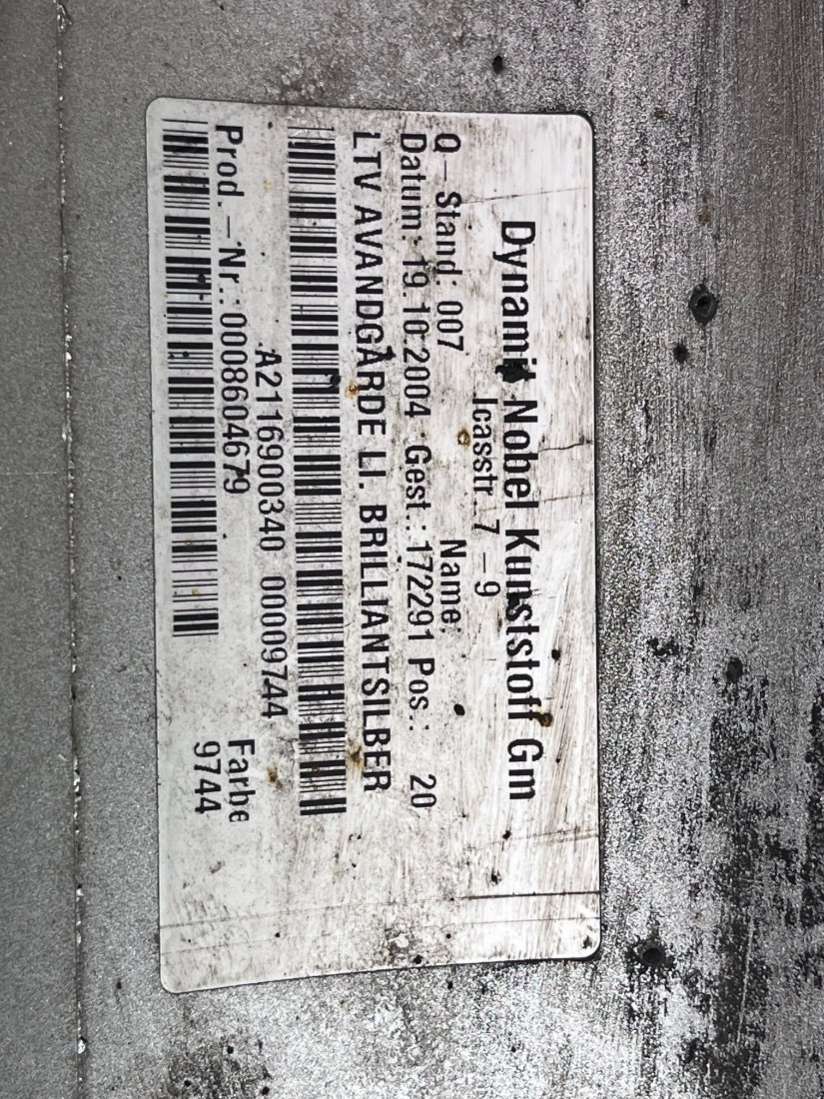 Dynamit Nobel Kunststoff Gm
Icasstr. 7-9
Q-Stand: 007 Name:
Datum: 19.10.2004 Gest.: 172291 Pos.: 20
LTV AVANDGARDE LI. BRILLIANTSILBER
A2116900340 00009744
Prod.-Nr.: 0008604679
Farbe
9744